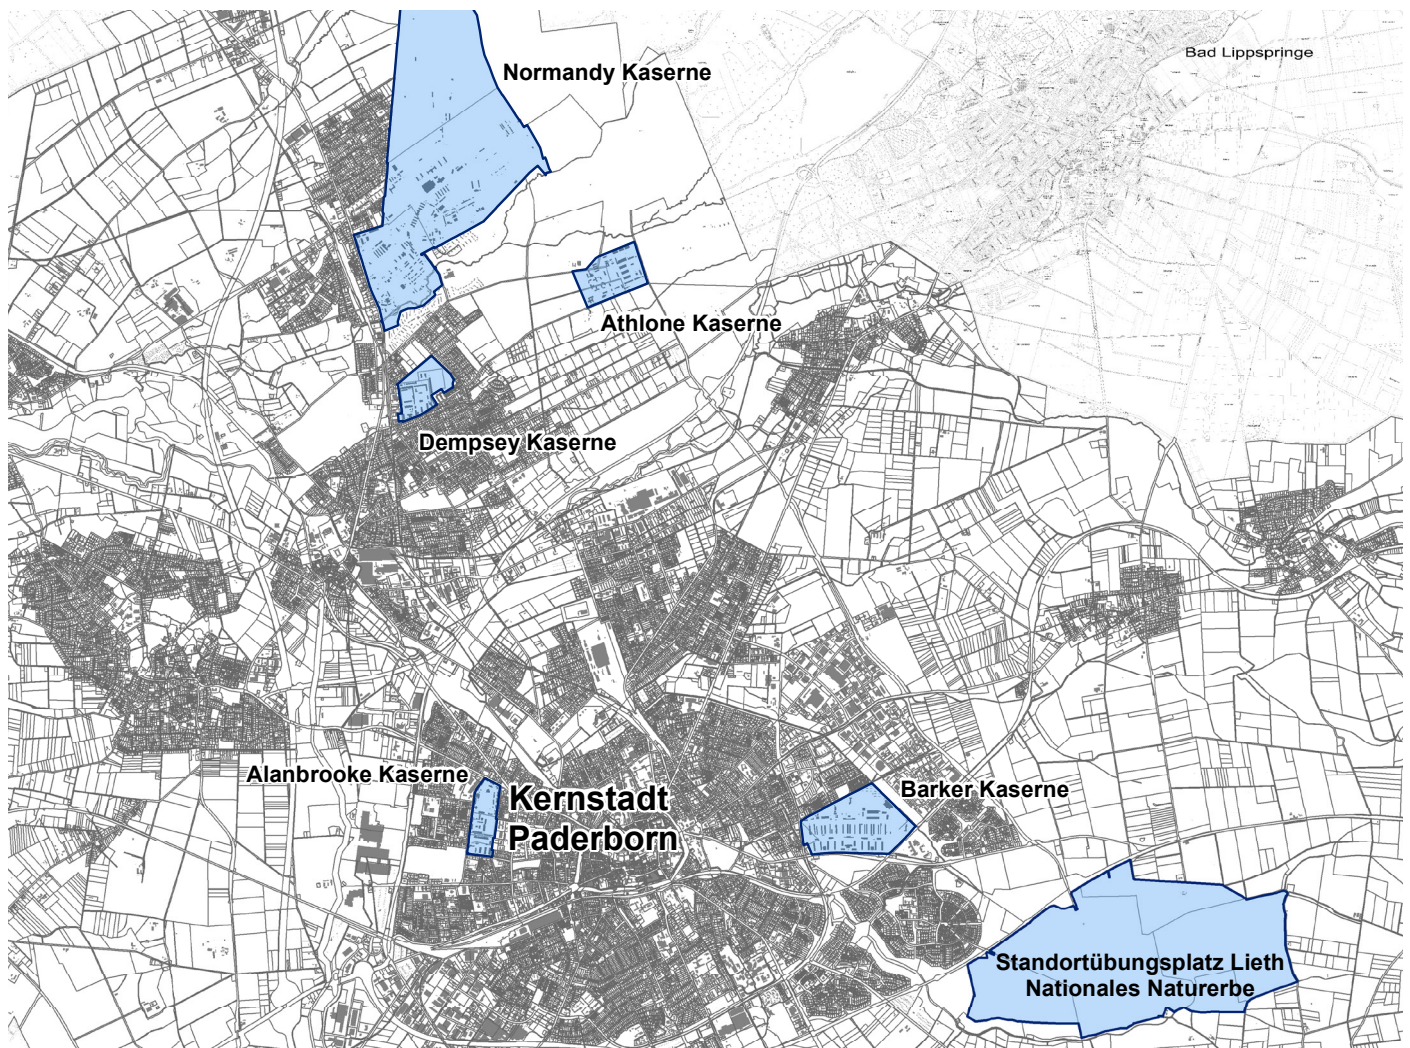 Bad Lippspringe
Normandy Kaserne
Athlone Kaserne
Dempsey Kaserne
Alanbrooke Kaserne
Kernstadt
Paderborn
Barker Kaserne
Standortübungsplatz Lieth
Nationales Naturerbe